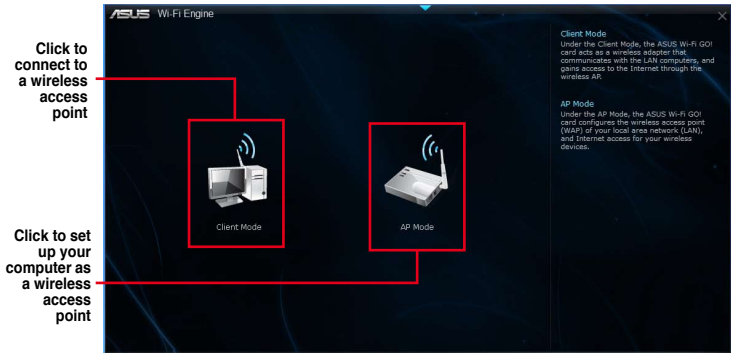 ASUS Wi-Fi Engine
Click to
connect to
a wireless
access
point
Client Mode
AP Mode
Click to set
up your
computer as
a wireless
access
point
Client Mode
Under the Client Mode, the ASUS Wi-Fi GO!
card acts as a wireless adapter that
communicates with the LAN computers, and
gains access to the Internet through the
wireless AP.
AP Mode
Under the AP Mode, the ASUS Wi-Fi GO!
card configures the wireless access point
(WAP) of your local area network (LAN),
and Internet access for your wireless
devices.